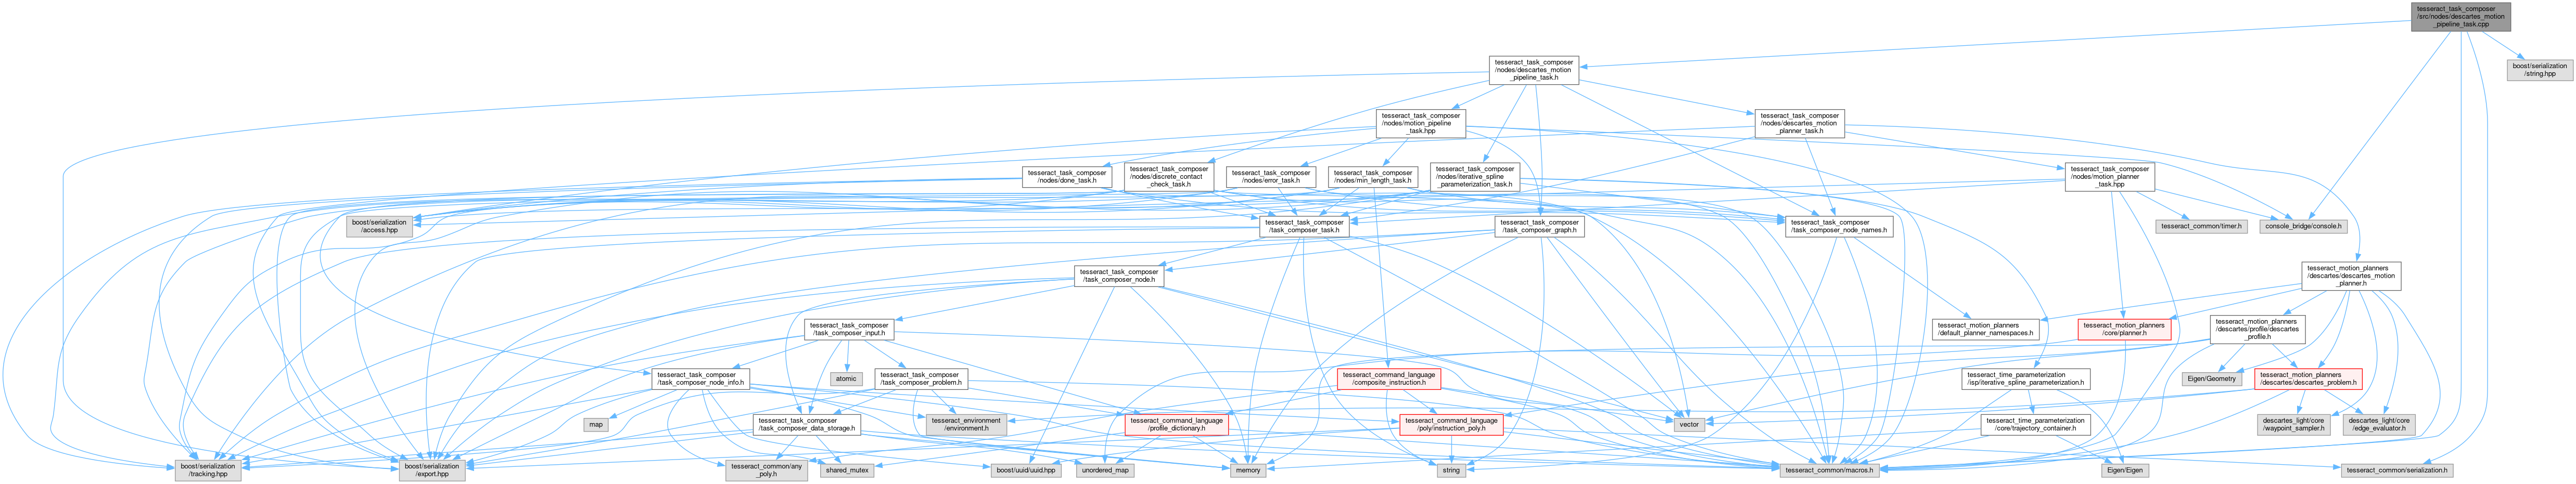 tesseract_task_composer
/src/nodes/descartes_motion
_pipeline_task.cpp
tesseract_task_composer
/nodes/descartes_motion
_pipeline_task.h
boost/serialization
/string.hpp
tesseract_task_composer
/nodes/motion_pipeline
_task.hpp
tesseract_task_composer
/nodes/descartes_motion
_planner_task.h
tesseract_task_composer
/nodes/done_task.h
tesseract_task_composer
/nodes/discrete_contact
_check_task.h
tesseract_task_composer
/nodes/error_task.h
tesseract_task_composer
/nodes/min_length_task.h
tesseract_task_composer
/nodes/iterative_spline
_parameterization_task.h
tesseract_task_composer
/nodes/motion_planner
_task.hpp
boost/serialization
/access.hpp
tesseract_task_composer
/task_composer_task.h
tesseract_task_composer
/task_composer_graph.h
tesseract_task_composer
/task_composer_node_names.h
tesseract_common/timer.h
console_bridge/console.h
tesseract_task_composer
/task_composer_node.h
tesseract_motion_planners
/descartes/descartes_motion
_planner.h
tesseract_task_composer
/task_composer_input.h
tesseract_motion_planners
/default_planner_namespaces.h
tesseract_motion_planners
/core/planner.h
tesseract_motion_planners
/descartes/profile/descartes
_profile.h
tesseract_task_composer
/task_composer_node_info.h
atomic
tesseract_task_composer
/task_composer_problem.h
tesseract_command_language
/composite_instruction.h
tesseract_time_parameterization
/isp/iterative_spline_parameterization.h
Eigen/Geometry
tesseract_motion_planners
/descartes/descartes_problem.h
map
tesseract_task_composer
/task_composer_data_storage.h
tesseract_environment
/environment.h
tesseract_command_language
/profile_dictionary.h
tesseract_command_language
/poly/instruction_poly.h
vector
tesseract_time_parameterization
/core/trajectory_container.h
descartes_light/core
/waypoint_sampler.h
descartes_light/core
/edge_evaluator.h
boost/serialization
/tracking.hpp
boost/serialization
/export.hpp
tesseract_common/any
_poly.h
shared_mutex
boost/uuid/uuid.hpp
unordered_map
memory
string
tesseract_common/macros.h
Eigen/Eigen
tesseract_common/serialization.h